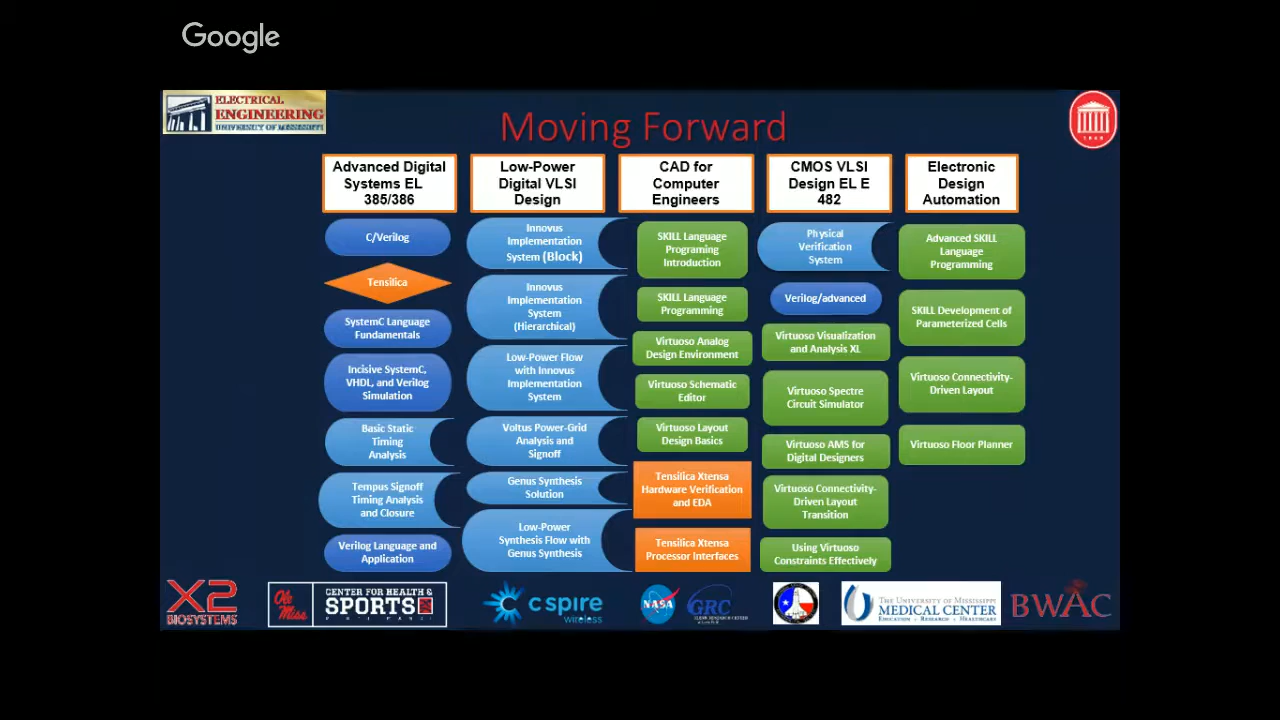 Google
ELECTRICAL
ENGINEERING
UNIVERSITY OF MISSISSIPPI
Moving Forward
1848
Advanced Digital
Systems EL
385/386
C/Verilog
Tensilica
SystemC Language
Fundamentals
Incisive SystemC,
VHDL, and Verilog
Simulation
Basic Static
Timing
Analysis
Tempus Signoff
Timing Analysis
and Closure
Verilog Language and
Application
Low-Power
Digital VLSI
Design
Innovus
Implementation
System (Block)
Innovus
Implementation
System
(Hierarchical)
Low-Power Flow
with Innovus
Implementation
System
Voltus Power-Grid
Analysis and
Signoff
Genus Synthesis
Solution
Low-Power
Synthesis Flow with
Genus Synthesis
CAD for
Computer
Engineers
SKILL Language
Programing
Introduction
SKILL Language
Programming
Virtuoso Analog
Design Environment
Virtuoso Schematic
Editor
Virtuoso Layout
Design Basics
Tensilica Xtensa
Hardware Verification
and EDA
Tensilica Xtensa
Processor Interfaces
CMOS VLSI
Design EL E
482
Physical
Verification
System
Verilog/advanced
Virtuoso Visualization
and Analysis XL
Virtuoso Spectre
Circuit Simulator
Virtuoso AMS for
Digital Designers
Virtuoso Connectivity-
Driven Layout
Transition
Using Virtuoso
Constraints Effectively
Electronic
Design
Automation
Advanced SKILL
Language
Programming
SKILL Development of
Parameterized Cells
Virtuoso Connectivity-
Driven Layout
Virtuoso Floor Planner
X2
BIOSYSTEMS
Ole
Miss
CENTER FOR HEALTH &
SPORTS
c spire
wireless
NASA
GRC
THE UNIVERSITY OF MISSISSIPPI
MEDICAL CENTER
EDUCATION • RESEARCH • HEALTHCARE
BWAC